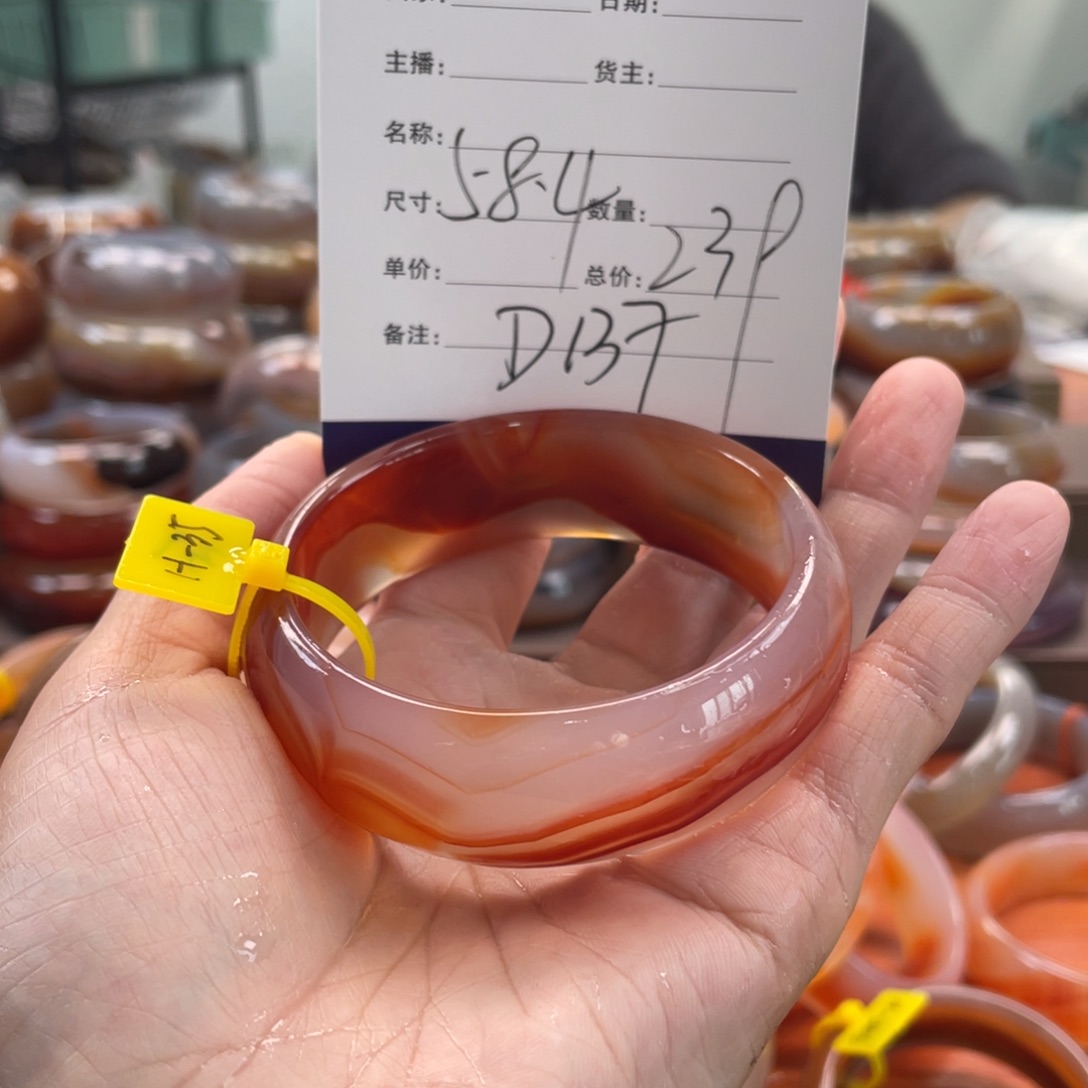 日期:
主播: 货主:
名称:
尺寸: 58.4 数量:
单价: 总价: 239
备注: D137
H-35